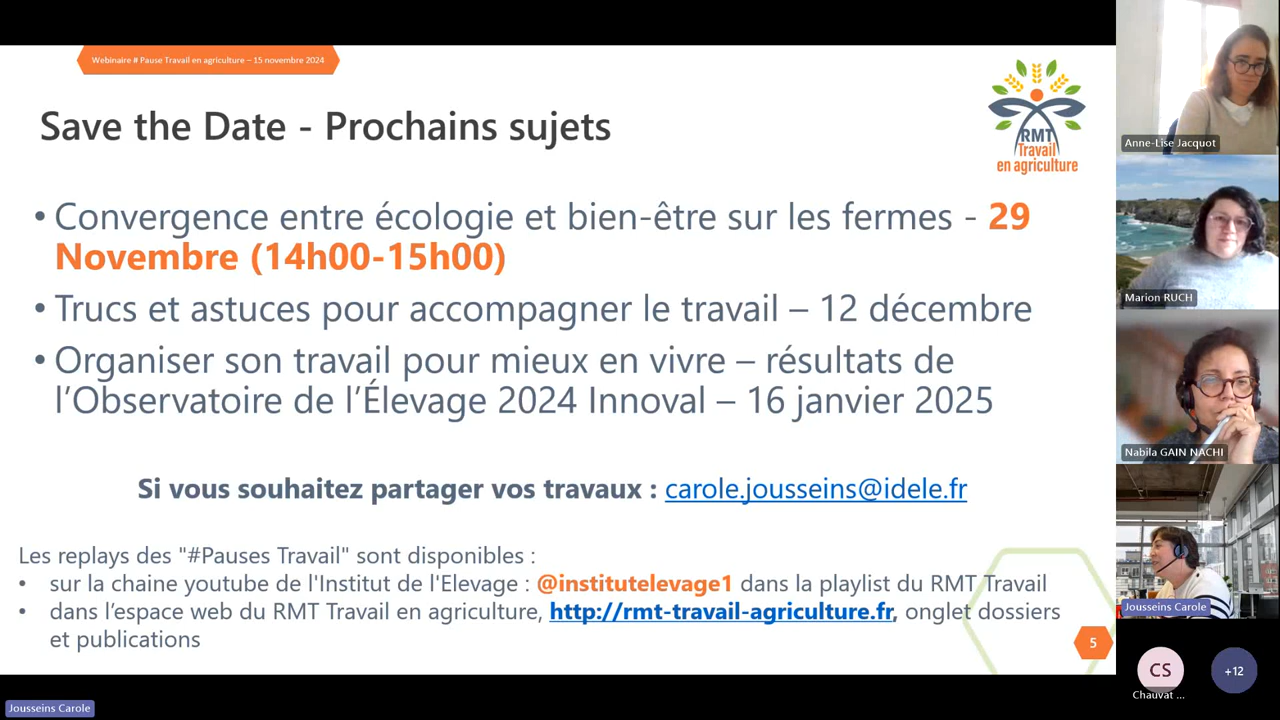 Webinaire # Pause Travail en agriculture – 15 novembre 2024
Save the Date - Prochains sujets
RMT
Travail
en agriculture
• Convergence entre écologie et bien-être sur les fermes - 29
Novembre (14h00-15h00)
• Trucs et astuces pour accompagner le travail – 12 décembre
• Organiser son travail pour mieux en vivre – résultats de
l’Observatoire de l’Élevage 2024 Innoval – 16 janvier 2025
Si vous souhaitez partager vos travaux : carole.jousseins@idele.fr
Les replays des "#Pauses Travail" sont disponibles :
• sur la chaine youtube de l'Institut de l'Elevage : @institutelevage1 dans la playlist du RMT Travail
• dans l’espace web du RMT Travail en agriculture, http://rmt-travail-agriculture.fr, onglet dossiers
et publications
5
Anne-Lise Jacquot
Marion RUCH
Nabila GAIN NACHI
Jousseins Carole
CS
Chauvat ...
+12
Jousseins Carole